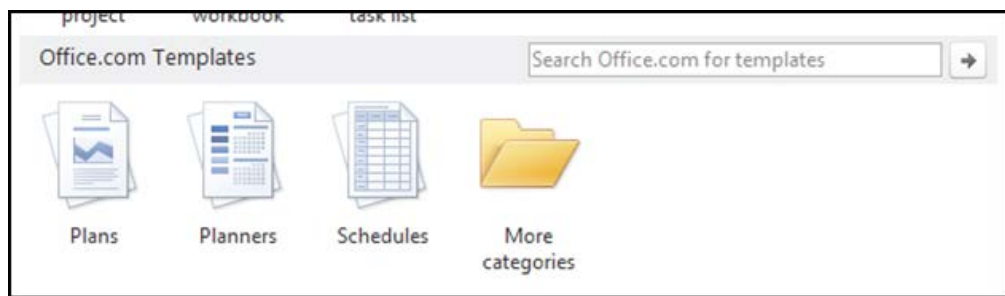 project workbook task list
Office.com Templates Search Office.com for templates
Plans Planners Schedules More
categories